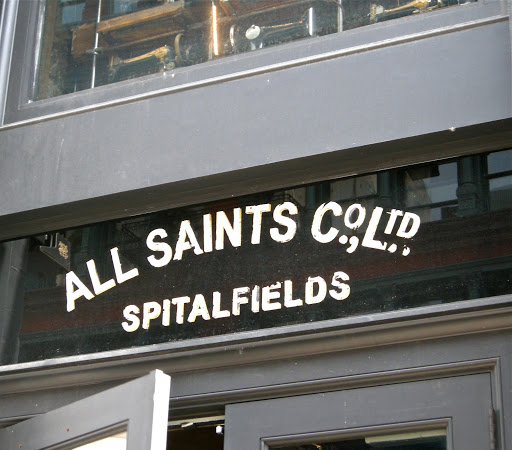 ALL SAINTS Co., LTD.
SPITALFIELDS